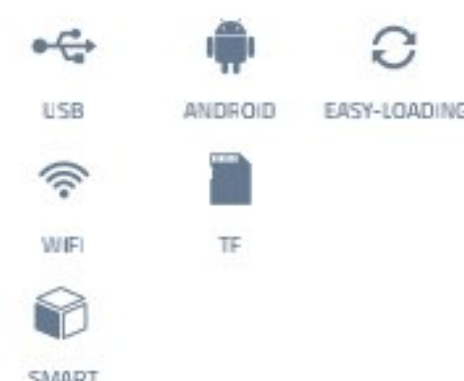 USB
ANDROID
EASY-LOADING
WIFI
TF
SMART